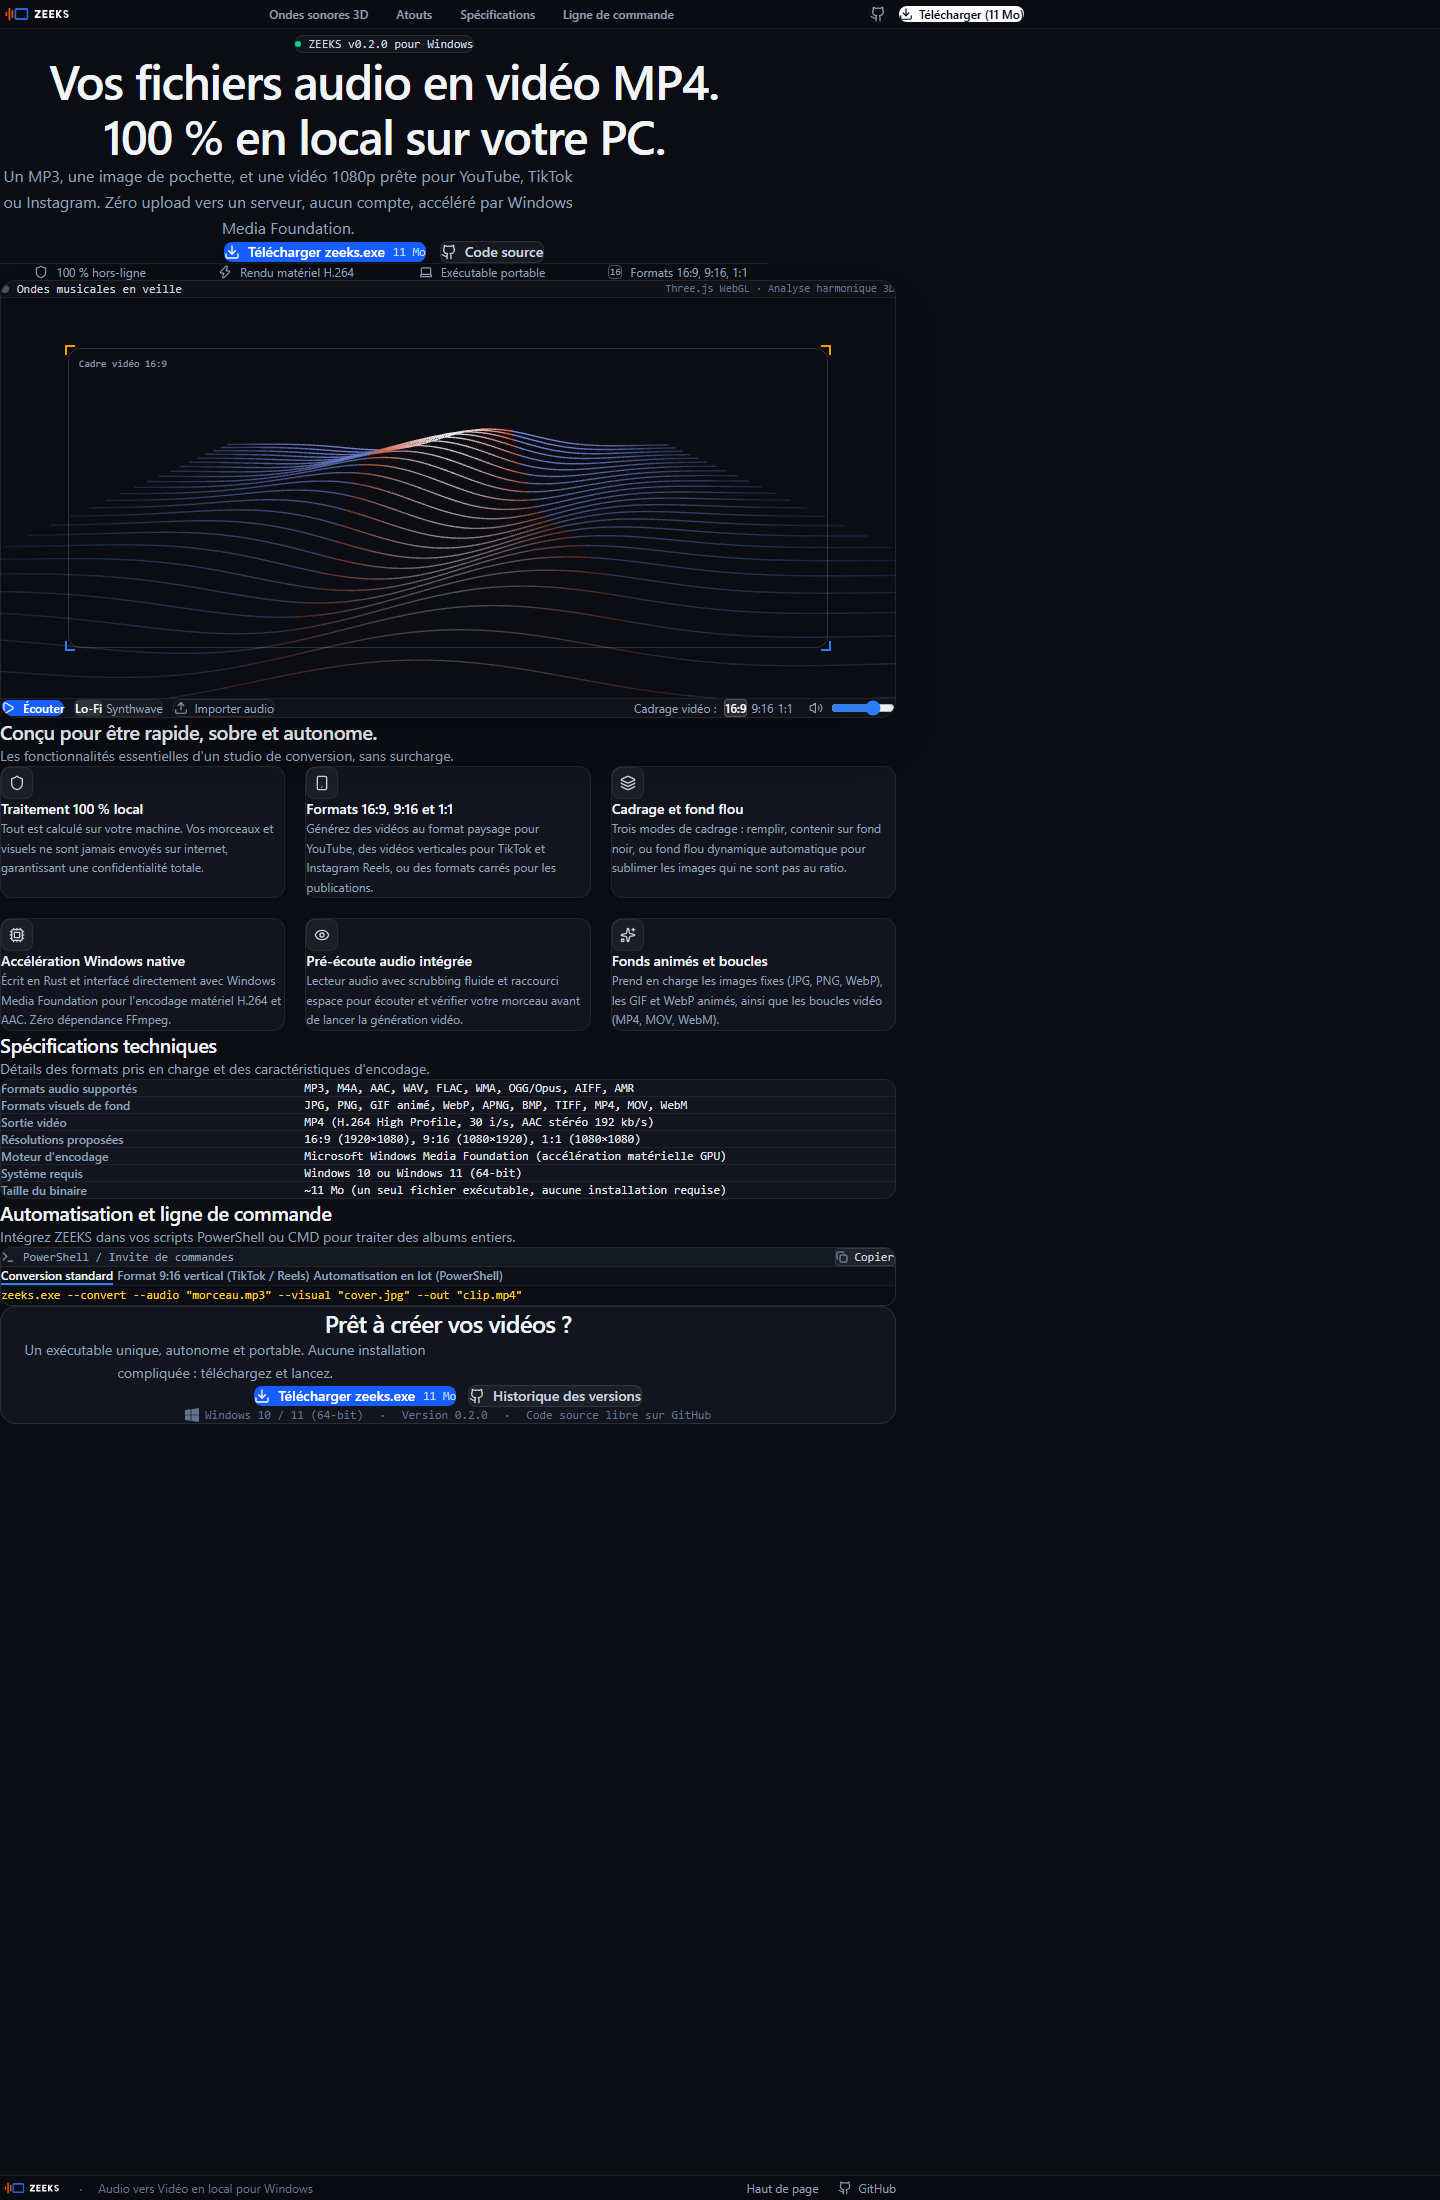 ZEEKS
Ondes sonores 3D
Atouts
Spécifications
Ligne de commande
Télécharger (11 Mo)
ZEEKS v0.2.0 pour Windows
Vos fichiers audio en vidéo MP4.
100 % en local sur votre PC.
Un MP3, une image de pochette, et une vidéo 1080p prête pour YouTube, TikTok
ou Instagram. Zéro upload vers un serveur, aucun compte, accéléré par Windows
Media Foundation.
Télécharger zeeks.exe 11 Mo
Code source
100 % hors-ligne
Rendu matériel H.264
Exécutable portable
16 Formats 16:9, 9:16, 1:1
Ondes musicales en veille
Three.js WebGL · Analyse harmonique 3D
Cadre vidéo 16:9
Écouter
Lo-Fi Synthwave
Importer audio
Cadrage vidéo : 16:9 9:16 1:1
Conçu pour être rapide, sobre et autonome.
Les fonctionnalités essentielles d'un studio de conversion, sans surcharge.
Traitement 100 % local
Tout est calculé sur votre machine. Vos morceaux et
visuels ne sont jamais envoyés sur internet,
garantissant une confidentialité totale.
Formats 16:9, 9:16 et 1:1
Générez des vidéos au format paysage pour
YouTube, des vidéos verticales pour TikTok et
Instagram Reels, ou des formats carrés pour les
publications.
Cadrage et fond flou
Trois modes de cadrage : remplir, contenir sur fond
noir, ou fond flou dynamique automatique pour
sublimer les images qui ne sont pas au ratio.
Accélération Windows native
Écrit en Rust et interfacé directement avec Windows
Media Foundation pour l'encodage matériel H.264 et
AAC. Zéro dépendance FFmpeg.
Pré-écoute audio intégrée
Lecteur audio avec scrubbing fluide et raccourci
espace pour écouter et vérifier votre morceau avant
de lancer la génération vidéo.
Fonds animés et boucles
Prend en charge les images fixes (JPG, PNG, WebP),
les GIF et WebP animés, ainsi que les boucles vidéo
(MP4, MOV, WebM).
Spécifications techniques
Détails des formats pris en charge et des caractéristiques d'encodage.
Formats audio supportés MP3, M4A, AAC, WAV, FLAC, WMA, OGG/Opus, AIFF, AMR
Formats visuels de fond JPG, PNG, GIF animé, WebP, APNG, BMP, TIFF, MP4, MOV, WebM
Sortie vidéo MP4 (H.264 High Profile, 30 i/s, AAC stéréo 192 kb/s)
Résolutions proposées 16:9 (1920×1080), 9:16 (1080×1920), 1:1 (1080×1080)
Moteur d'encodage Microsoft Windows Media Foundation (accélération matérielle GPU)
Système requis Windows 10 ou Windows 11 (64-bit)
Taille du binaire ~11 Mo (un seul fichier exécutable, aucune installation requise)
Automatisation et ligne de commande
Intégrez ZEEKS dans vos scripts PowerShell ou CMD pour traiter des albums entiers.
PowerShell / Invite de commandes
Copier
Conversion standard Format 9:16 vertical (TikTok / Reels) Automatisation en lot (PowerShell)
zeeks.exe --convert --audio "morceau.mp3" --visual "cover.jpg" --out "clip.mp4"
Prêt à créer vos vidéos ?
Un exécutable unique, autonome et portable. Aucune installation
compliquée : téléchargez et lancez.
Télécharger zeeks.exe 11 Mo
Historique des versions
Windows 10 / 11 (64-bit) · Version 0.2.0 · Code source libre sur GitHub
ZEEKS · Audio vers Vidéo en local pour Windows
Haut de page
GitHub